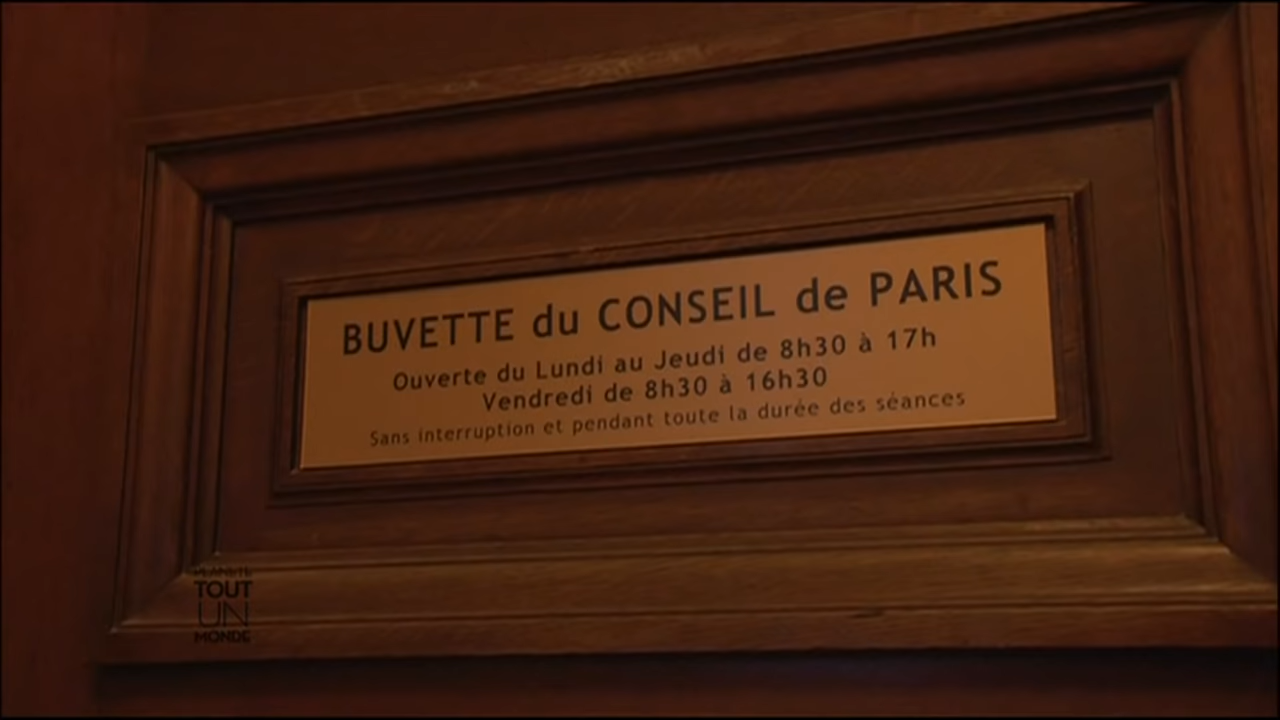 BUVETTE du CONSEIL de PARIS
Ouverte du Lundi au Jeudi de 8h30 à 17h
Vendredi de 8h30 à 16h30
Sans interruption et pendant toute la durée des séances
PLANETE
TOUT
UN
MONDE